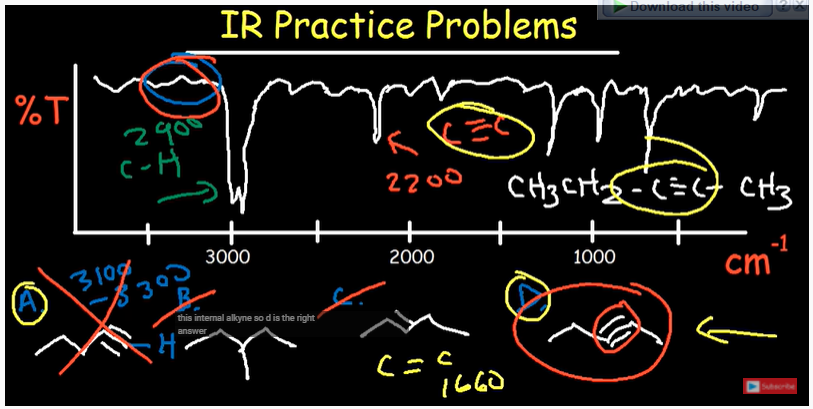 Download this video
IR Practice Problems
%T
2900
C-H
C≡C
2200
CH3CH2-C≡C-CH3
3000
2000
1000
cm-1
A.
3100
-3300
B.
H
this internal alkyne so d is the right
answer
C.
C=C
1660
D.
Subscribe